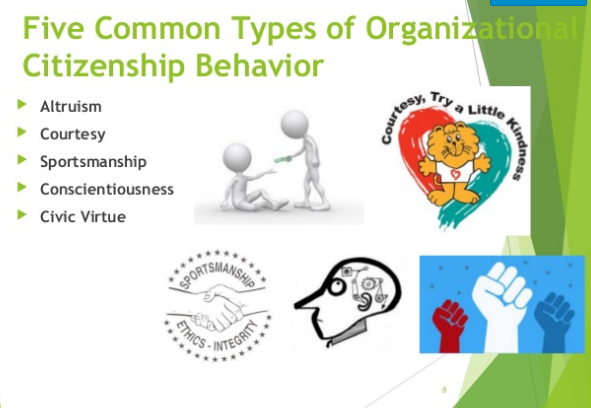 Five Common Types of Organizational
Citizenship Behavior
Altruism
Courtesy
Sportsmanship
Conscientiousness
Civic Virtue
Courtesy, Try a Little Kindness
SPORTSMANSHIP
ETHICS - INTEGRITY
8